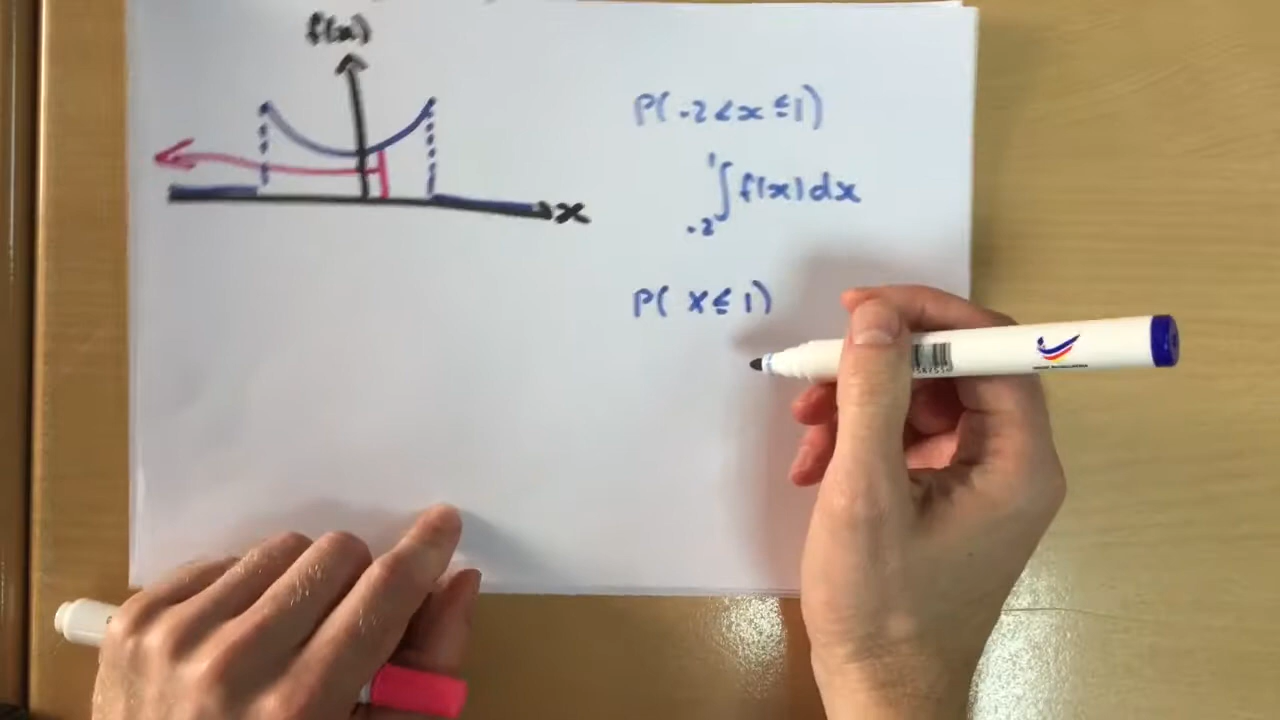 f(x)
x
P( -2 < x ≤ 1 )
1
∫ f(x) dx
-2
P( x ≤ 1 )